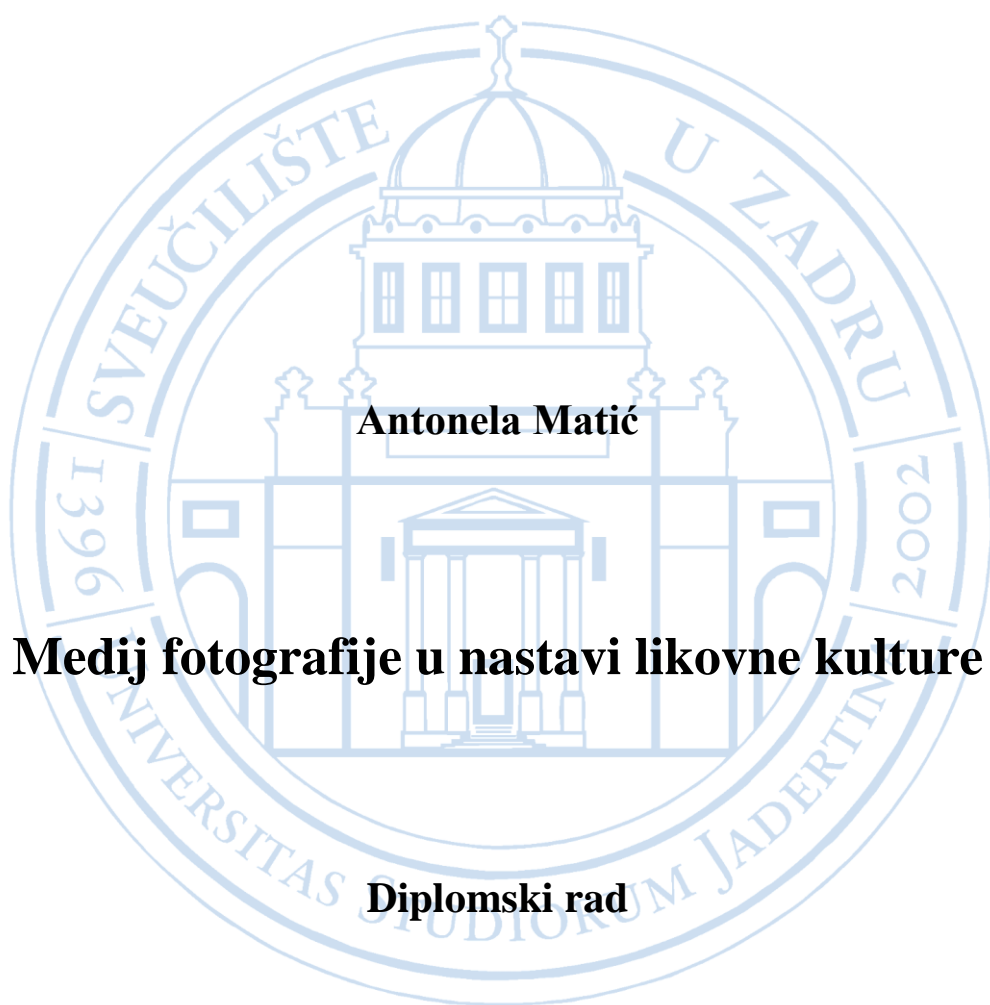 SVEUČILIŠTE U ZADRU
1396
2002
Antonela Matić
Medij fotografije u nastavi likovne kulture
Diplomski rad
UNIVERSITAS STUDIORUM JADERTINA